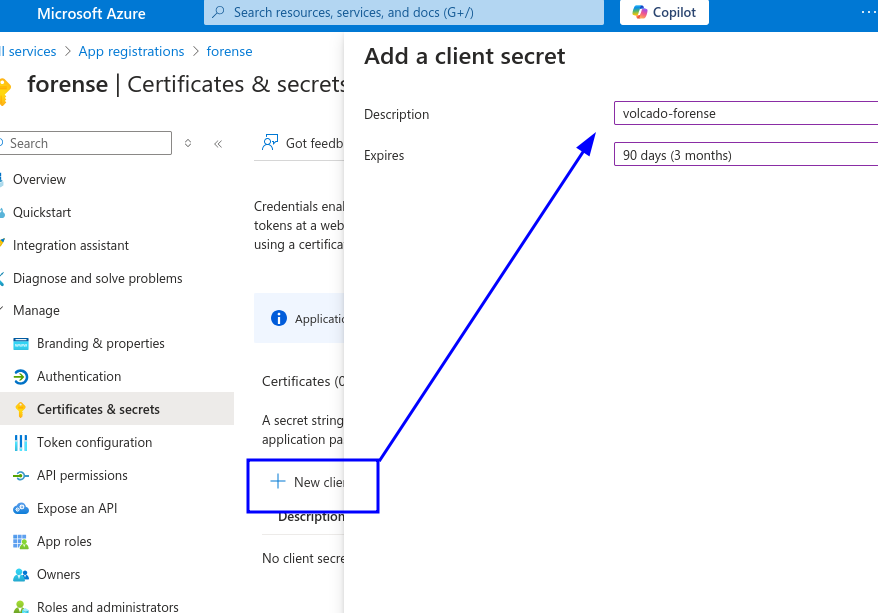 Microsoft Azure
Search resources, services, and docs (G+/)
Copilot
ll services > App registrations > forense
forense | Certificates & secrets
Search
Got feedb
Overview
Quickstart
Integration assistant
Diagnose and solve problems
Manage
Branding & properties
Authentication
Certificates & secrets
Token configuration
API permissions
Expose an API
App roles
Owners
Roles and administrators
Credentials enal
tokens at a web
using a certifica
Applicatio
Certificates (0
A secret string
application pa
New clien
Description
No client secre
Add a client secret
Description
volcado-forense
Expires
90 days (3 months)